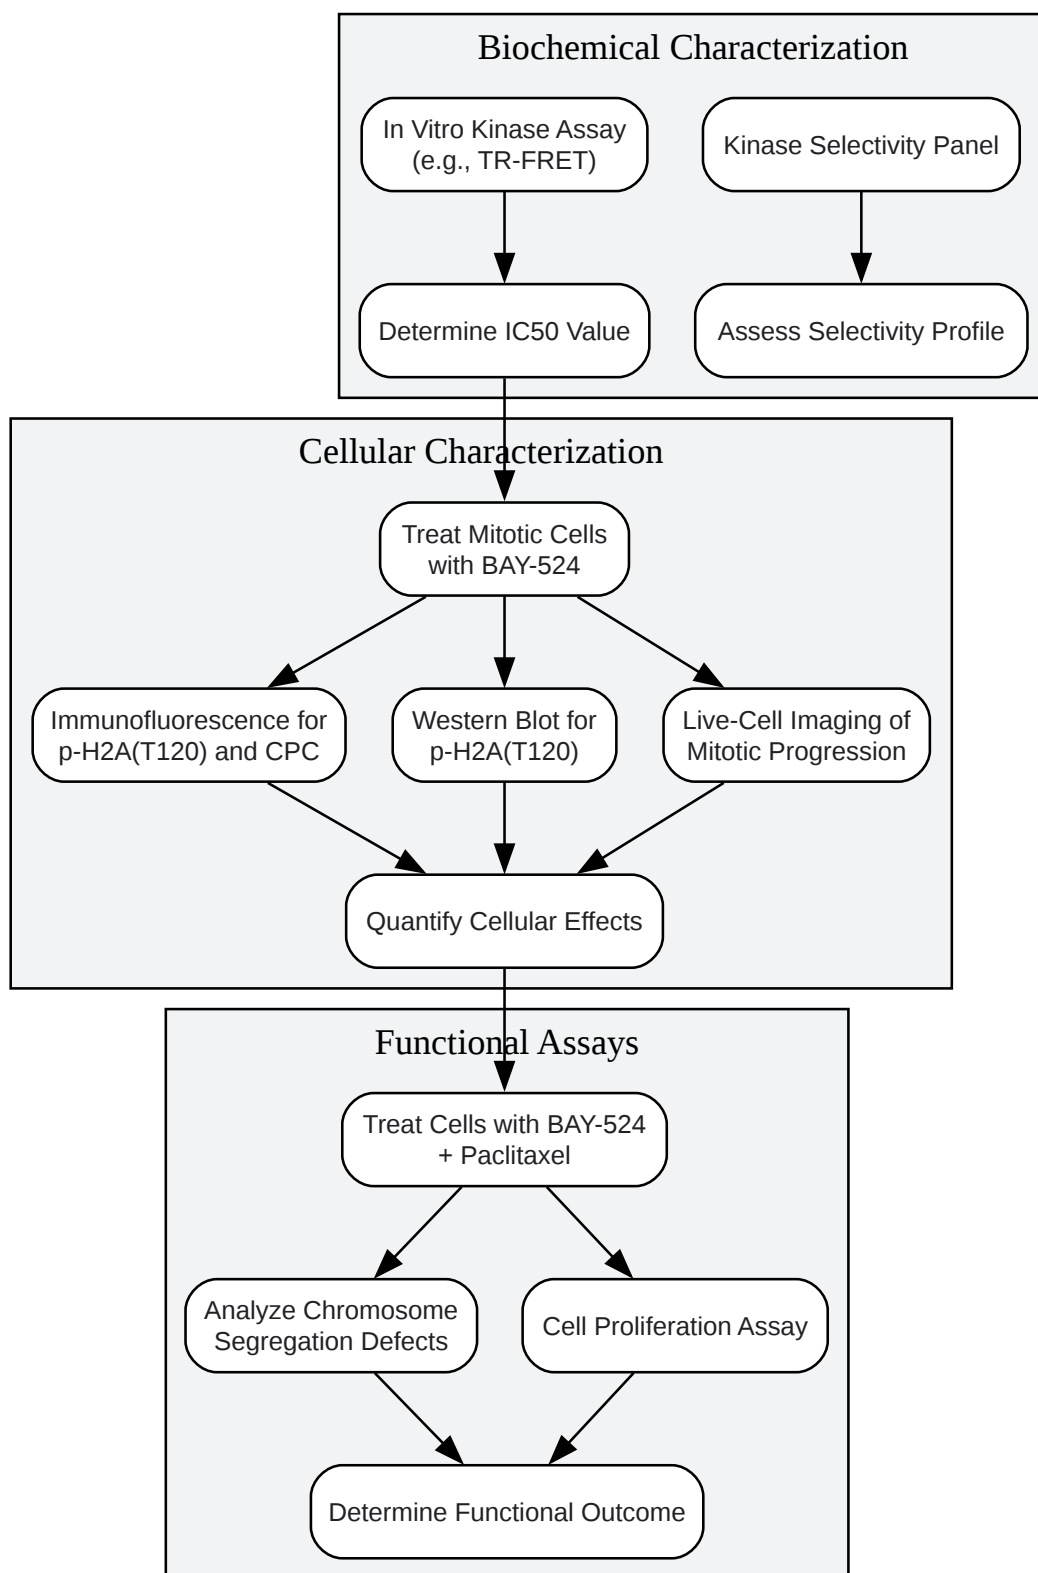 Biochemical Characterization
In Vitro Kinase Assay
(e.g., TR-FRET)
Kinase Selectivity Panel
Determine IC50 Value
Assess Selectivity Profile
Cellular Characterization
Treat Mitotic Cells
with BAY-524
Immunofluorescence for
p-H2A(T120) and CPC
Western Blot for
p-H2A(T120)
Live-Cell Imaging of
Mitotic Progression
Quantify Cellular Effects
Functional Assays
Treat Cells with BAY-524
+ Paclitaxel
Analyze Chromosome
Segregation Defects
Cell Proliferation Assay
Determine Functional Outcome